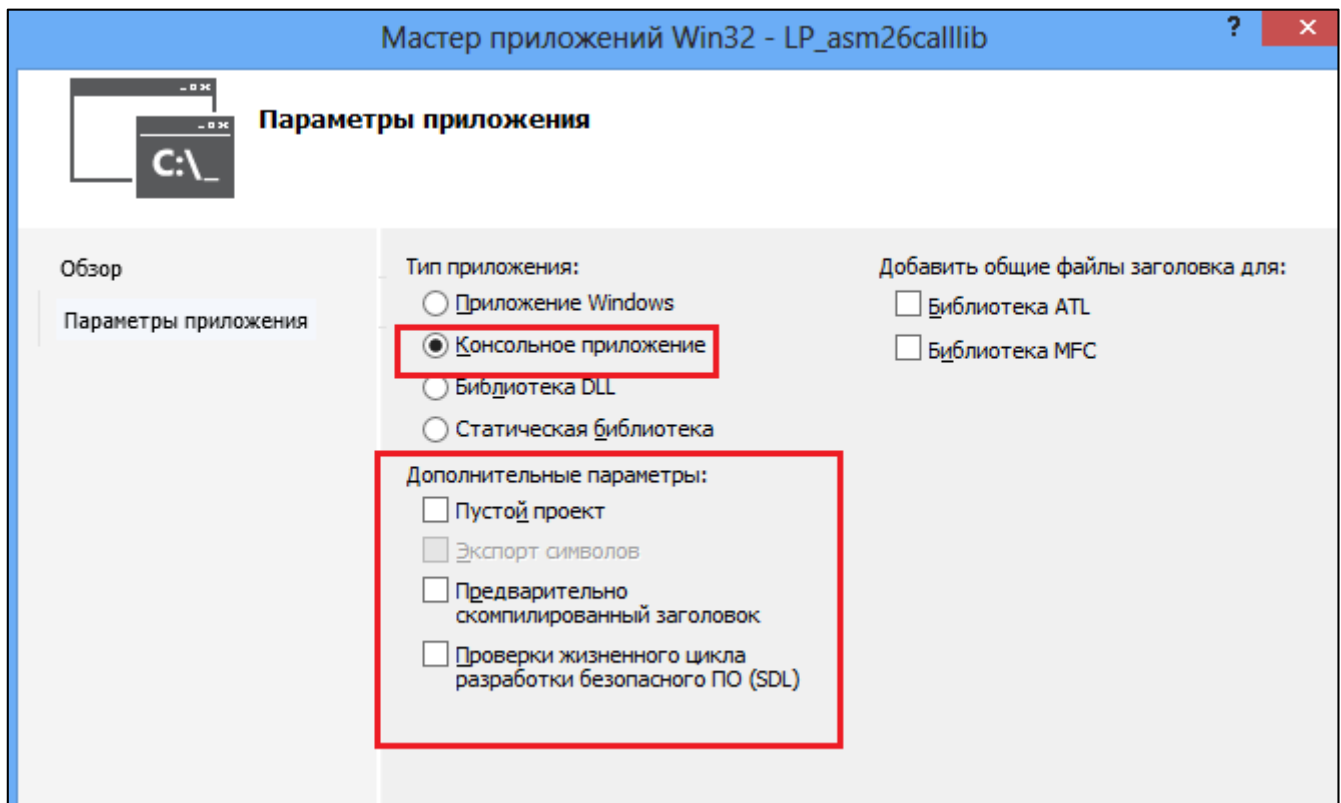 Мастер приложений Win32 - LP_asm26calllib
?
C:\_
Параметры приложения
Обзор
Параметры приложения
Тип приложения:
Приложение Windows
Консольное приложение
Библиотека DLL
Статическая библиотека
Дополнительные параметры:
Пустой проект
Экспорт символов
Предварительно
скомпилированный заголовок
Проверки жизненного цикла
разработки безопасного ПО (SDL)
Добавить общие файлы заголовка для:
Библиотека ATL
Библиотека MFC